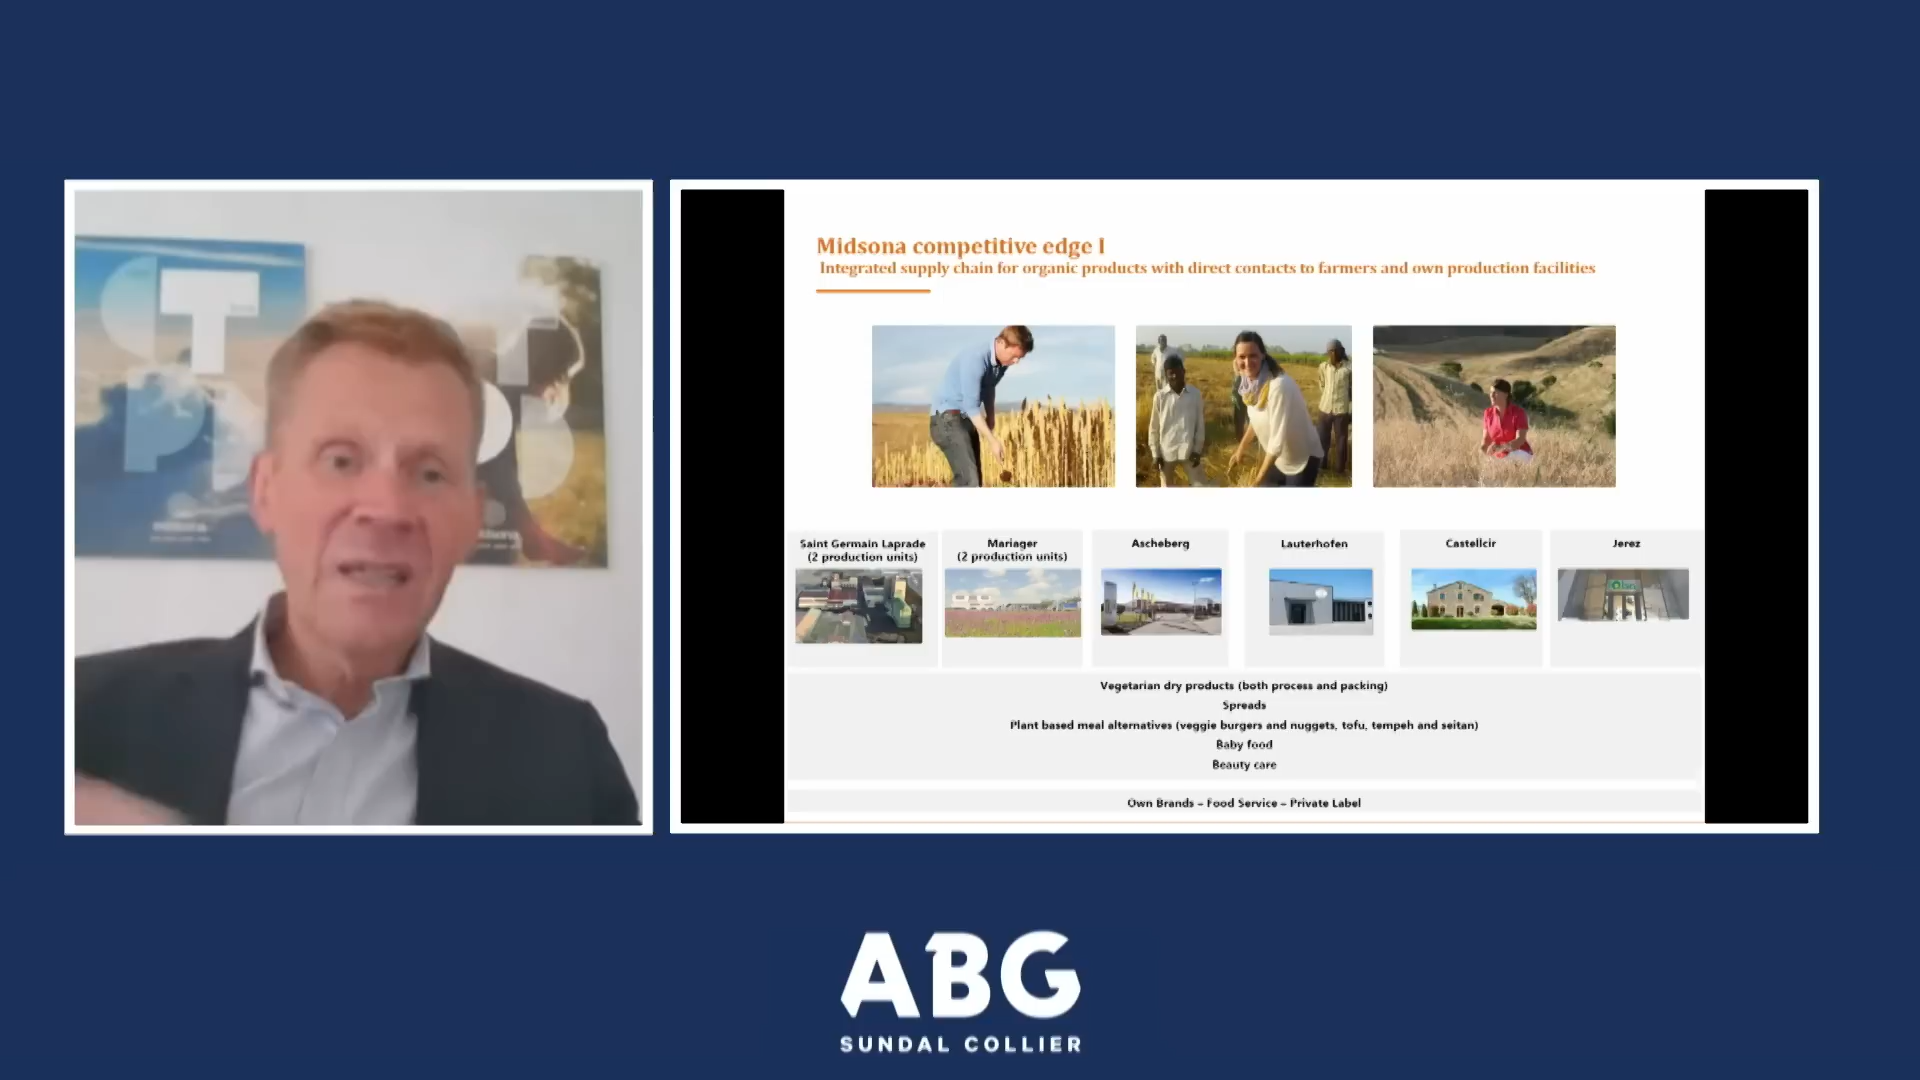 Midsona competitive edge I
Integrated supply chain for organic products with direct contacts to farmers and own production facilities
Saint Germain Laprade
(2 production units)
Mariager
(2 production units)
Ascheberg
Lauterhofen
Castellcir
Jerez
Vegetarian dry products (both process and packing)
Spreads
Plant based meal alternatives (veggie burgers and nuggets, tofu, tempeh and seitan)
Baby food
Beauty care
Own Brands – Food Service – Private Label
ABG
SUNDAL COLLIER